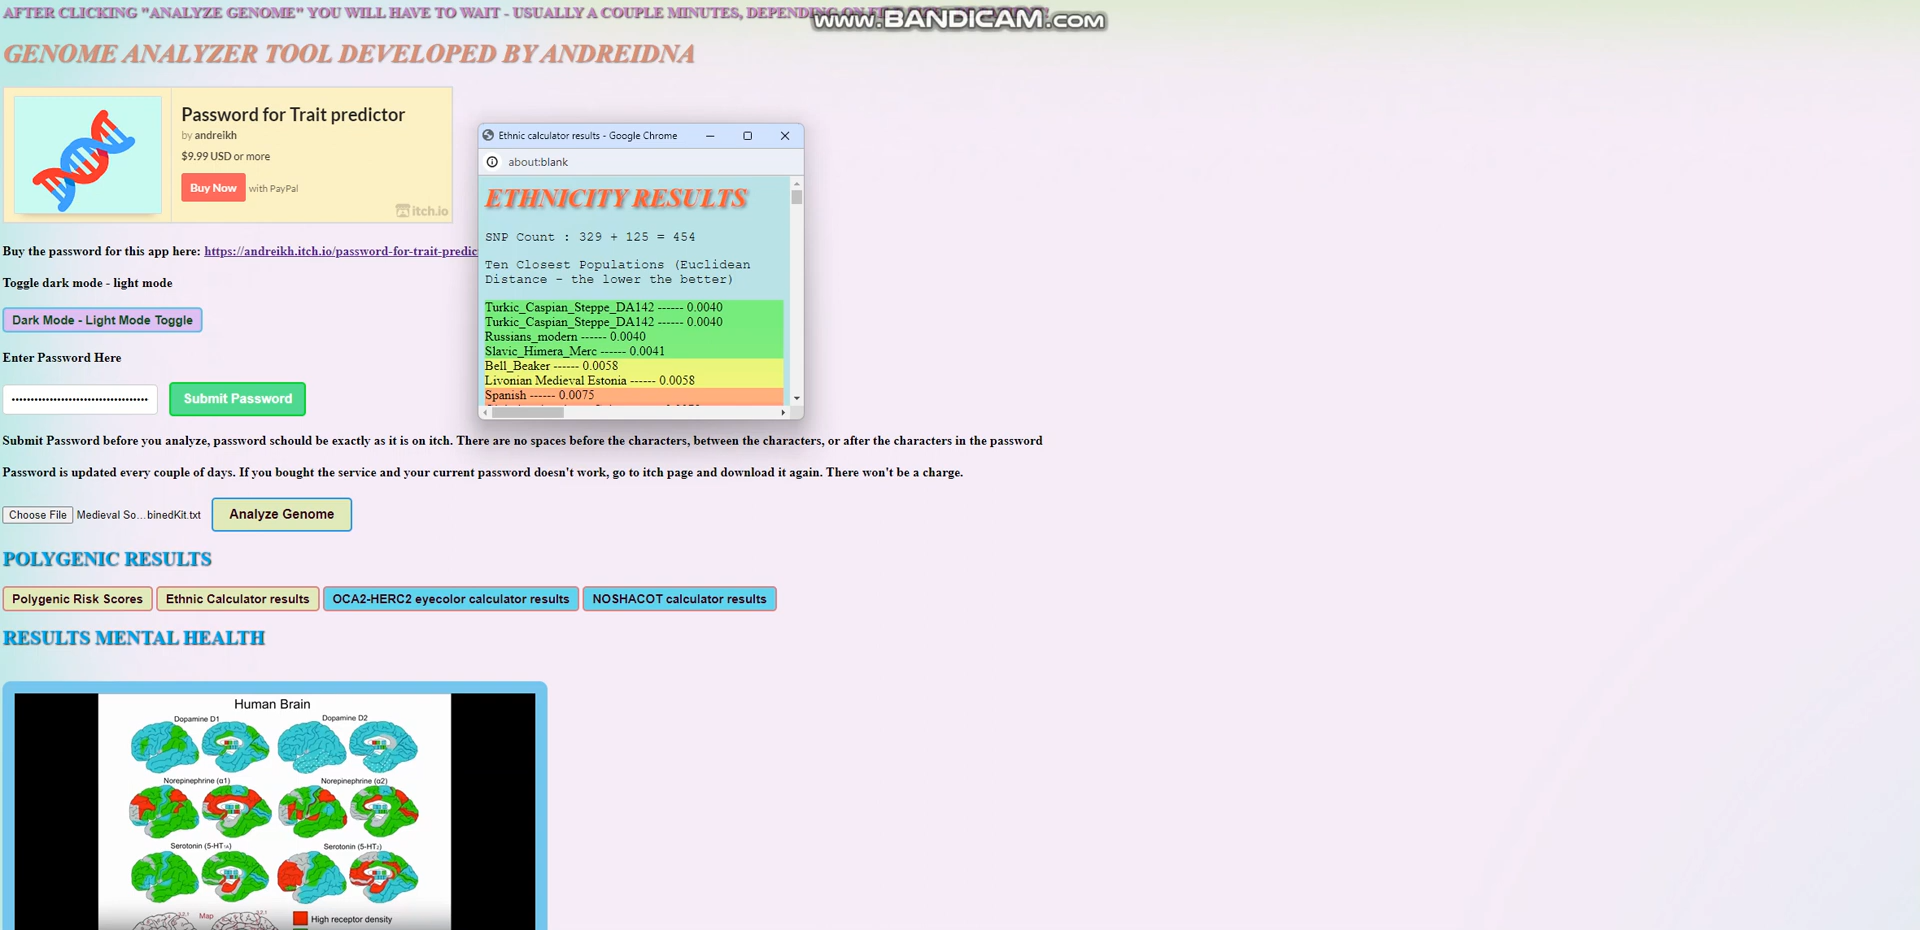 AFTER CLICKING "ANALYZE GENOME" YOU WILL HAVE TO WAIT - USUALLY A COUPLE MINUTES, DEPENDING ON
www.BANDICAM.com
GENOME ANALYZER TOOL DEVELOPED BY ANDREIDNA
Password for Trait predictor
by andreikh
$9.99 USD or more
Buy Now with PayPal
itch.io
Ethnic calculator results - Google Chrome
about:blank
ETHNICITY RESULTS
SNP Count : 329 + 125 = 454
Ten Closest Populations (Euclidean
Distance - the lower the better)
Turkic_Caspian_Steppe_DA142 ------ 0.0040
Turkic_Caspian_Steppe_DA142 ------ 0.0040
Russians_modern ------ 0.0040
Slavic_Himera_Merc ------ 0.0041
Bell_Beaker ------ 0.0058
Livonian Medieval Estonia ------ 0.0058
Spanish ------ 0.0075
Buy the password for this app here: https://andreikh.itch.io/password-for-trait-predic
Toggle dark mode - light mode
Dark Mode - Light Mode Toggle
Enter Password Here
Submit Password
Submit Password before you analyze, password schould be exactly as it is on itch. There are no spaces before the characters, between the characters, or after the characters in the password
Password is updated every couple of days. If you bought the service and your current password doesn't work, go to itch page and download it again. There won't be a charge.
Choose File Medieval So...binedKit.txt Analyze Genome
POLYGENIC RESULTS
Polygenic Risk Scores Ethnic Calculator results OCA2-HERC2 eyecolor calculator results NOSHACOT calculator results
RESULTS MENTAL HEALTH
Human Brain
Dopamine D1 Dopamine D2
Norepinephrine (α1) Norepinephrine (α2)
Serotonin (5-HT1A) Serotonin (5-HT2)
Map
High receptor density